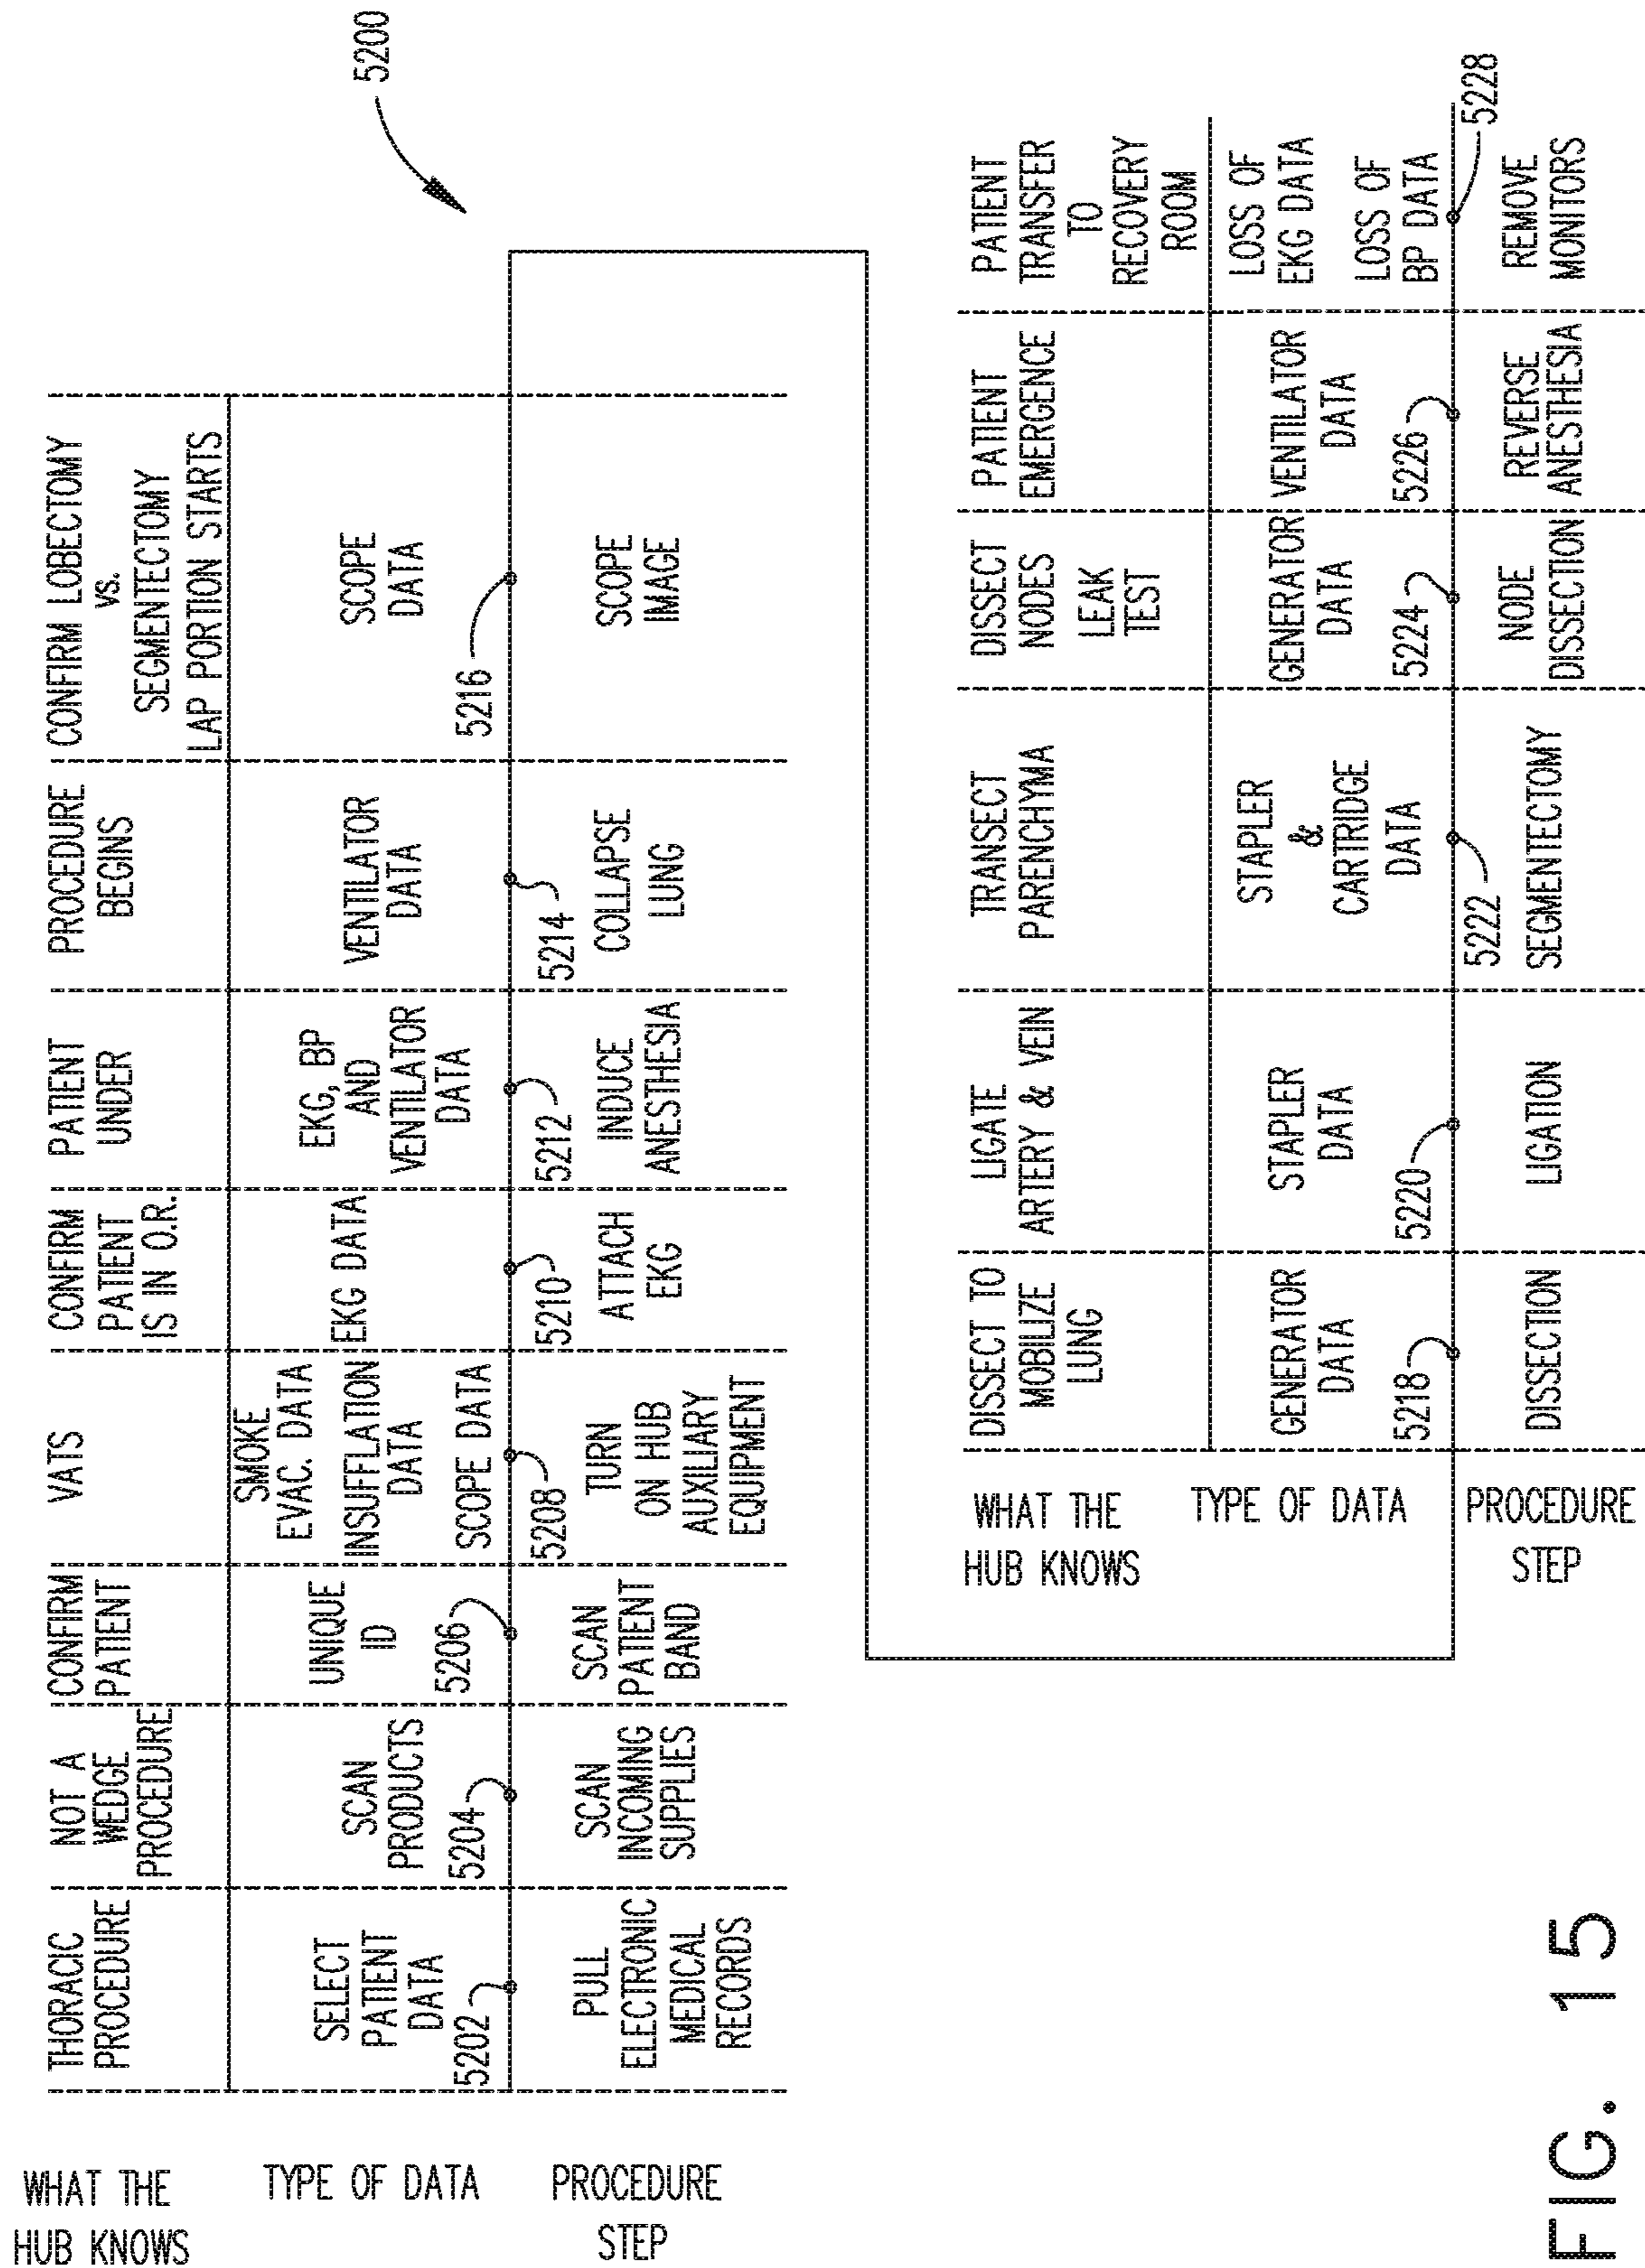 5200
WHAT THE
HUB KNOWS
THORACIC
PROCEDURE
NOT A
WEDGE
PROCEDURE
CONFIRM
PATIENT
VATS
CONFIRM
PATIENT
IS IN O.R.
PATIENT
UNDER
PROCEDURE
BEGINS
CONFIRM LOBECTOMY
VS.
SEGMENTECTOMY
LAP PORTION STARTS
TYPE OF DATA
SELECT
PATIENT
DATA
5202
SCAN
PRODUCTS
5204
UNIQUE
ID
5206
SMOKE
EVAC. DATA
INSUFFLATION
DATA
SCOPE DATA
EKG DATA
EKG, BP
AND
VENTILATOR
DATA
VENTILATOR
DATA
SCOPE
DATA
5216
PROCEDURE
STEP
PULL
ELECTRONIC
MEDICAL
RECORDS
SCAN
INCOMING
SUPPLIES
SCAN
PATIENT
BAND
5208
TURN
ON HUB
AUXILIARY
EQUIPMENT
5210
ATTACH
EKG
5212
INDUCE
ANESTHESIA
5214
COLLAPSE
LUNG
SCOPE
IMAGE
WHAT THE
HUB KNOWS
DISSECT TO
MOBILIZE
LUNG
LIGATE
ARTERY & VEIN
TRANSECT
PARENCHYMA
DISSECT
NODES
LEAK
TEST
PATIENT
EMERGENCE
PATIENT
TRANSFER
TO
RECOVERY
ROOM
TYPE OF DATA
GENERATOR
DATA
5218
STAPLER
DATA
5220
STAPLER
&
CARTRIDGE
DATA
GENERATOR
DATA
5224
VENTILATOR
DATA
5226
LOSS OF
EKG DATA
LOSS OF
BP DATA
PROCEDURE
STEP
DISSECTION
LIGATION
5222
SEGMENTECTOMY
NODE
DISSECTION
REVERSE
ANESTHESIA
5228
REMOVE
MONITORS
FIG. 15